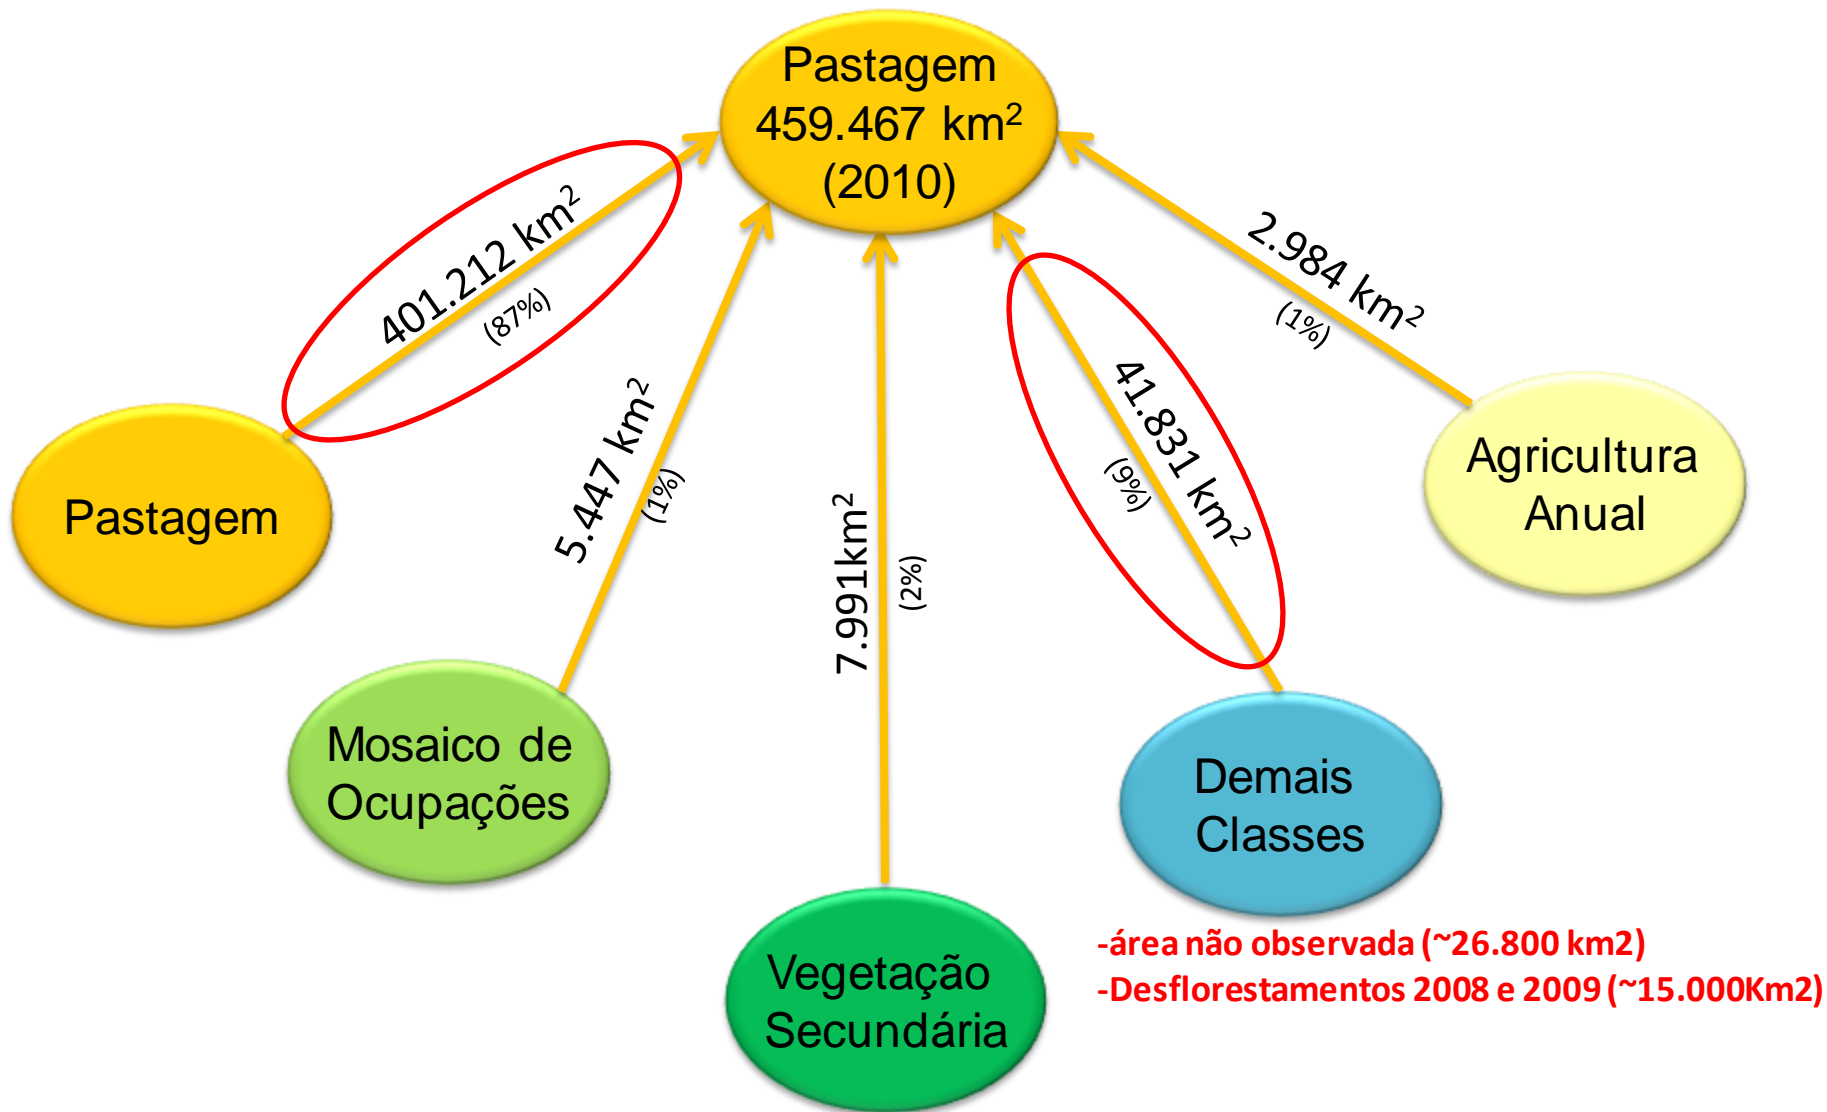 Pastagem
459.467 km²
(2010)
401.212 km²
(87%)
5.447 km²
(1%)
7.991km²
(2%)
41.831 km²
(9%)
2.984 km²
(1%)
Pastagem
Mosaico de
Ocupações
Vegetação
Secundária
Demais
Classes
Agricultura
Anual
-área não observada (~26.800 km2)
-Desflorestamentos 2008 e 2009 (~15.000Km2)